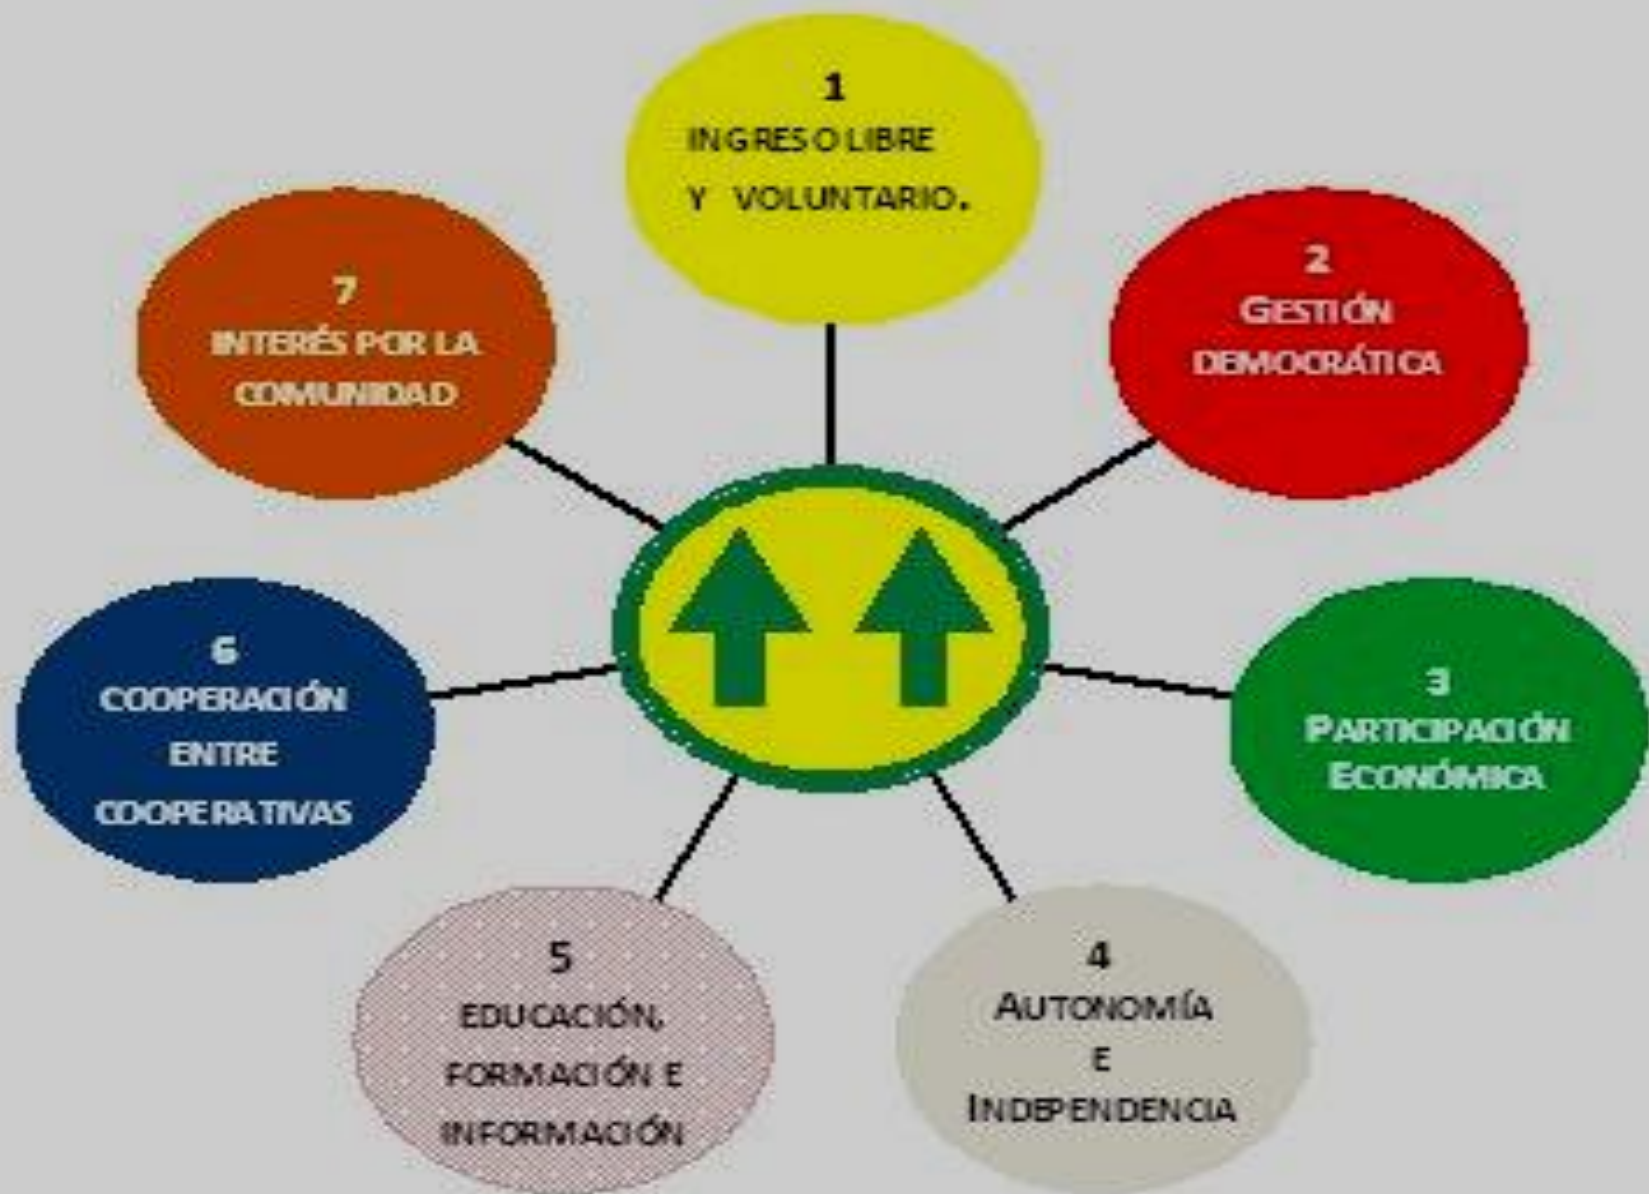 1
INGRESO LIBRE
Y VOLUNTARIO.
2
GESTIÓN
DEMOCRÁTICA
3
PARTICIPACIÓN
ECONÓMICA
4
AUTONOMÍA
E
INDEPENDENCIA
5
EDUCACIÓN,
FORMACIÓN E
INFORMACIÓN
6
COOPERACIÓN
ENTRE
COOPERATIVAS
7
INTERÉS POR LA
COMUNIDAD